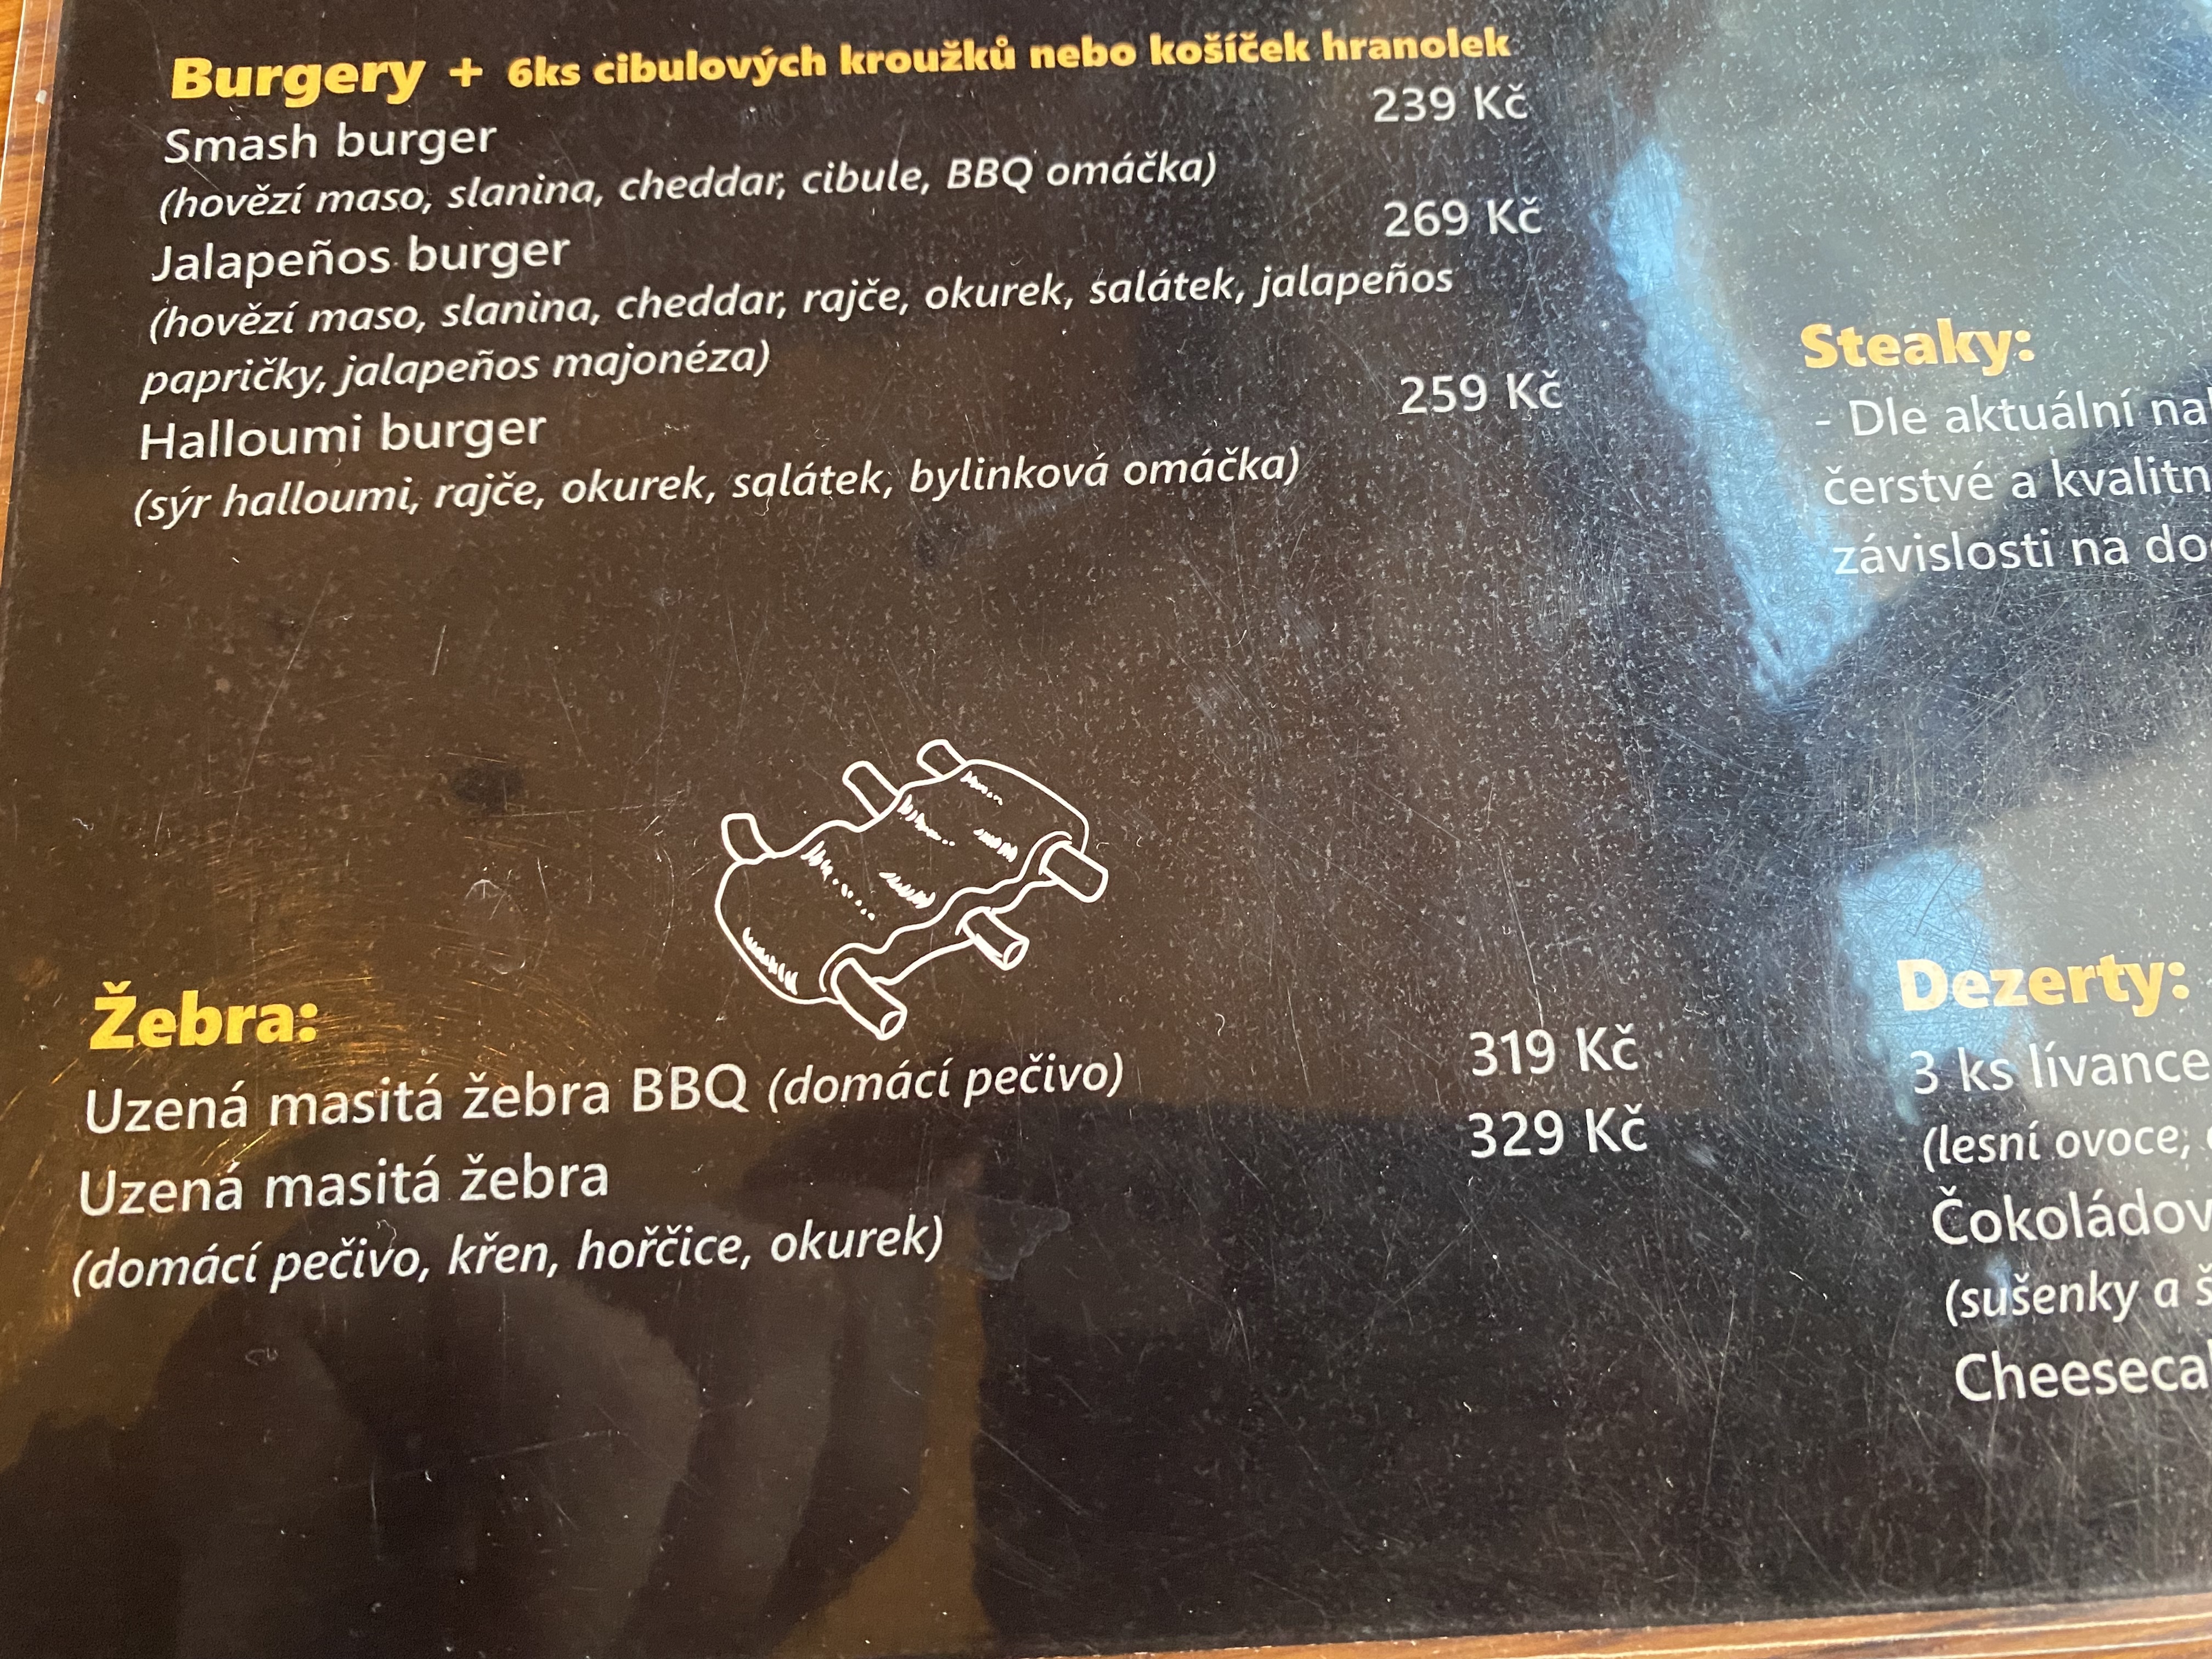 Burgery + 6ks cibulových kroužků nebo košíček hranolek
Smash burger 239 Kč
(hovězí maso, slanina, cheddar, cibule, BBQ omáčka)
Jalapeños burger 269 Kč
(hovězí maso, slanina, cheddar, rajče, okurek, salátek, jalapeños
papričky, jalapeños majonéza)
Halloumi burger 259 Kč
(sýr halloumi, rajče, okurek, salátek, bylinková omáčka)
Žebra:
Uzená masitá žebra BBQ (domácí pečivo) 319 Kč
Uzená masitá žebra 329 Kč
(domácí pečivo, křen, hořčice, okurek)
Steaky:
- Dle aktuální
čerstvé a
závislosti na
Dezerty:
3 ks lívance
(lesní ovoce,
(sušenky a